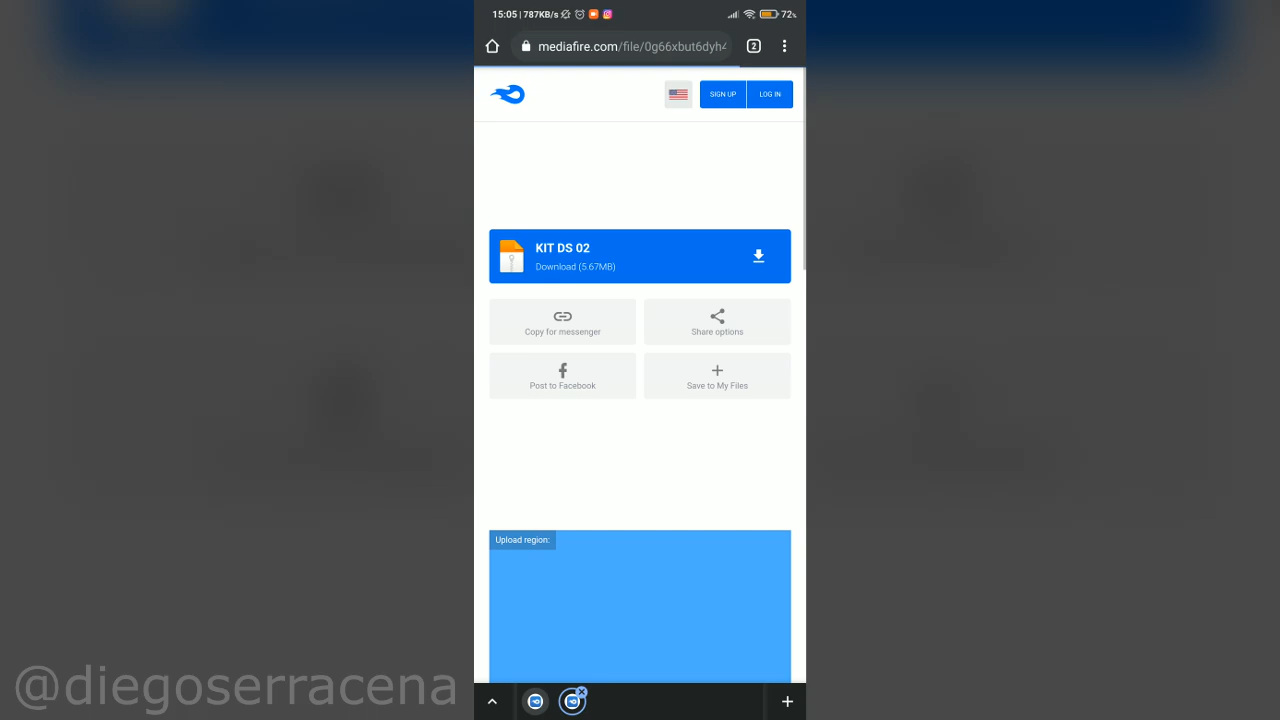 15:05 | 787KB/s 72%
mediafire.com/file/0g66xbut6dyh4
2
SIGN UP LOG IN
KIT DS 02
Download (5.67MB)
Copy for messenger Share options
Post to Facebook Save to My Files
Upload region:
@diegoserracena